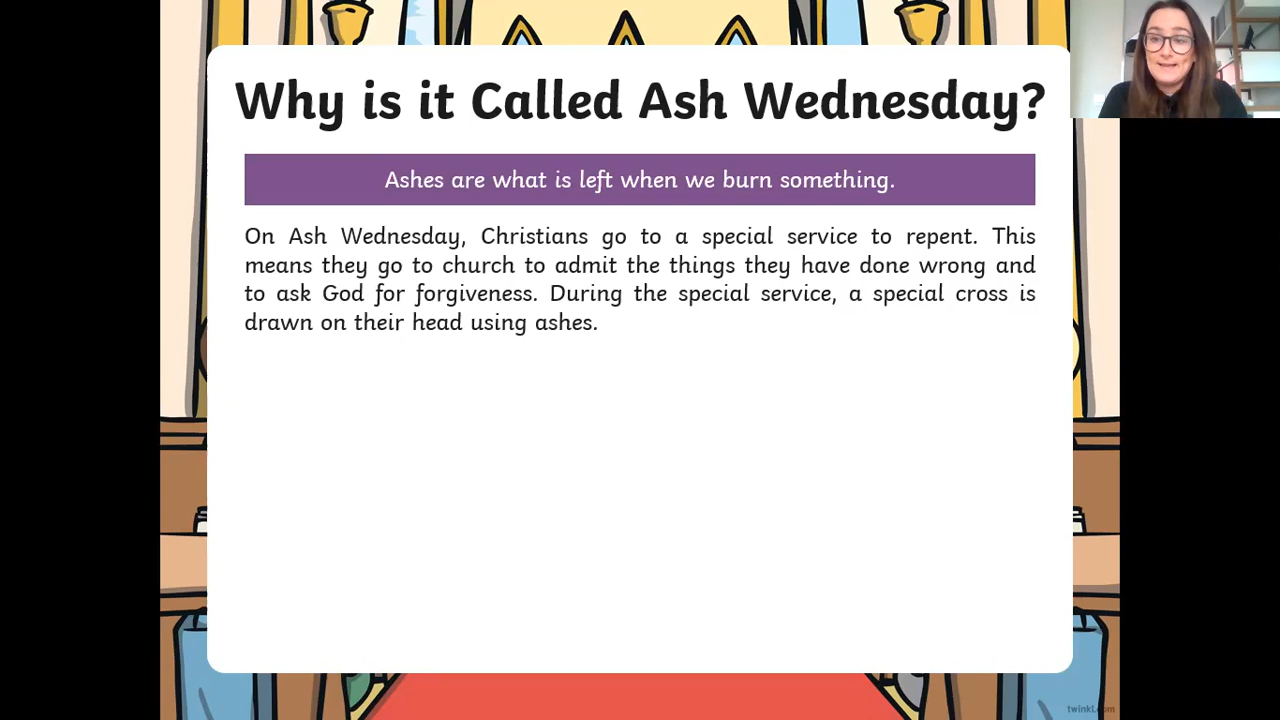 Why is it Called Ash Wednesday?
Ashes are what is left when we burn something.
On Ash Wednesday, Christians go to a special service to repent. This
means they go to church to admit the things they have done wrong and
to ask God for forgiveness. During the special service, a special cross is
drawn on their head using ashes.
twinkl.com